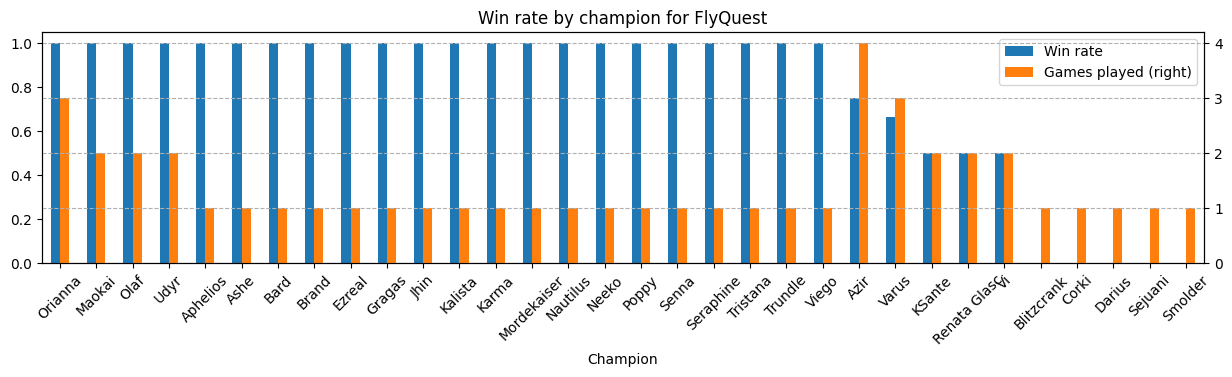 Win rate by champion for FlyQuest
1.0
0.8
0.6
0.4
0.2
0.0
4
3
2
1
0
Win rate
Games played (right)
Orianna
Maokai
Olaf
Udyr
Aphelios
Ashe
Bard
Brand
Ezreal
Gragas
Jhin
Kalista
Karma
Mordekaiser
Nautilus
Neeko
Poppy
Senna
Seraphine
Tristana
Trundle
Viego
Azir
Varus
KSante
Renata Glasc
Vi
Blitzcrank
Corki
Darius
Sejuani
Smolder
Champion